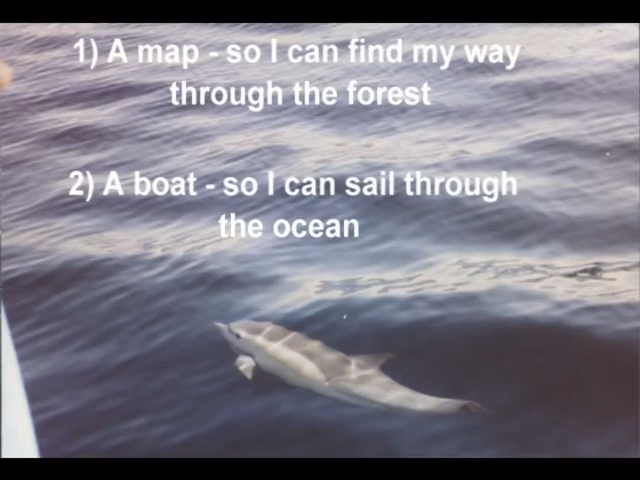 1) A map - so I can find my way
through the forest
2) A boat - so I can sail through
the ocean